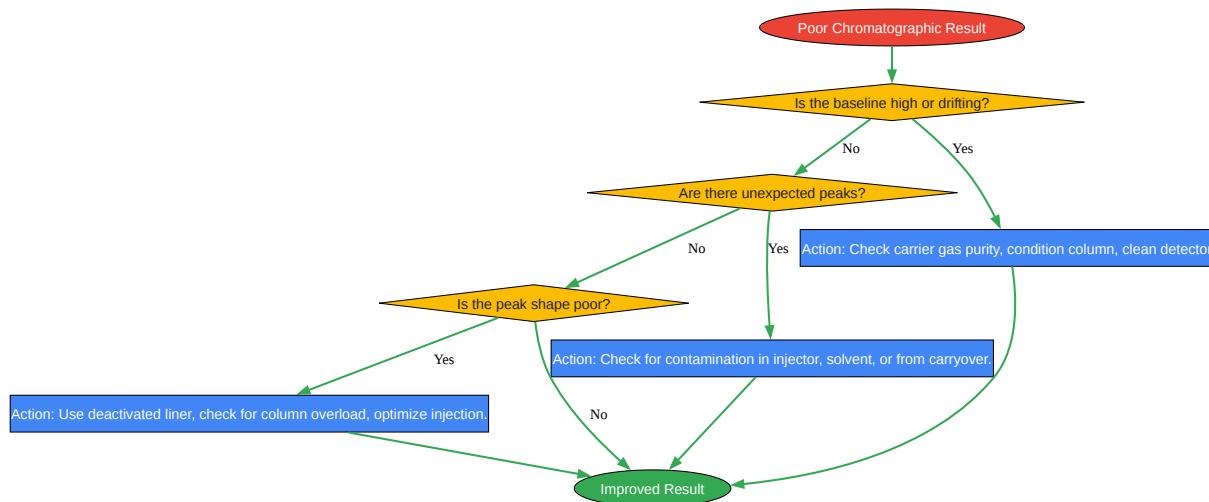 Poor Chromatographic Result
Is the baseline high or drifting?
No
Yes
Are there unexpected peaks?
No
Yes
Action: Check carrier gas purity, condition column, clean detector
Is the peak shape poor?
Yes
Action: Check for contamination in injector, solvent, or from carryover.
Action: Use deactivated liner, check for column overload, optimize injection.
No
Improved Result